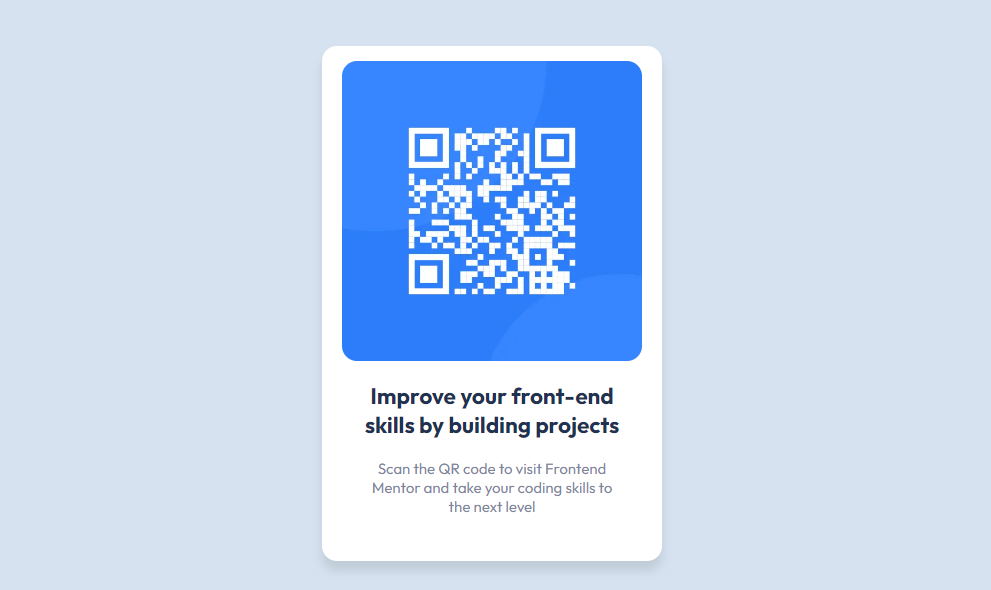 Improve your front-end
skills by building projects
Scan the QR code to visit Frontend
Mentor and take your coding skills to
the next level